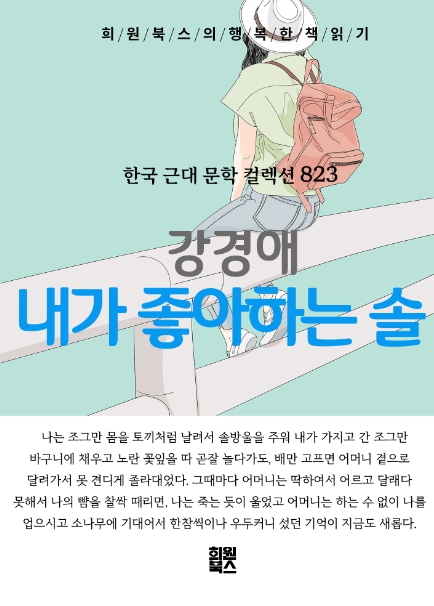 희/원/북/스/의/행/복/한/책/읽/기
한국 근대 문학 컬렉션 823
강경애
내가 좋아하는 솔
나는 조그만 몸을 토끼처럼 날려서 솔방울을 주워 내가 가지고 간 조그만
바구니에 채우고 노란 꽃잎을 따 곧잘 놀다가도, 배만 고프면 어머니 곁으로
달려가서 못 견디게 졸라대었다. 그때마다 어머니는 딱하여서 어르고 달래다
못해서 나의 뺨을 찰싹 때리면, 나는 죽는 듯이 울었고 어머니는 하는 수 없이 나를
업으시고 소나무에 기대어서 한참씩이나 우두커니 섰던 기억이 지금도 새롭다.
희원
북스